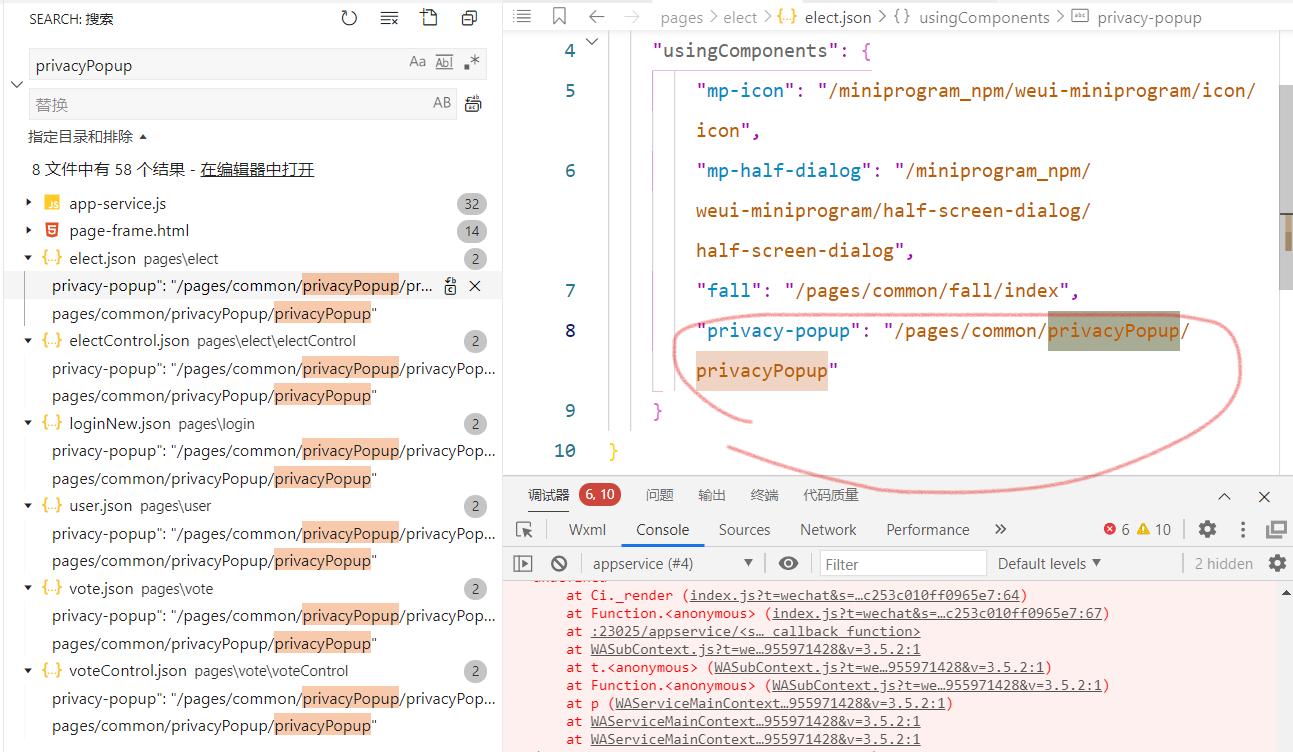 SEARCH: 搜索
privacyPopup
Aa Abl .*
替换
AB
指定目录和排除
8 文件中有 58 个结果 - 在编辑器中打开
JS app-service.js 32
5 page-frame.html 14
{..} elect.json pages\elect 2
privacy-popup": "/pages/common/privacyPopup/pr...
pages/common/privacyPopup/privacyPopup"
{..} electControl.json pages\elect\electControl 2
privacy-popup": "/pages/common/privacyPopup/privacyPop...
pages/common/privacyPopup/privacyPopup"
{..} loginNew.json pages\login 2
privacy-popup": "/pages/common/privacyPopup/privacyPop...
pages/common/privacyPopup/privacyPopup"
{..} user.json pages\user 2
privacy-popup": "/pages/common/privacyPopup/privacyPop...
pages/common/privacyPopup/privacyPopup"
{..} vote.json pages\vote 2
privacy-popup": "/pages/common/privacyPopup/privacyPop...
pages/common/privacyPopup/privacyPopup"
{..} voteControl.json pages\vote\voteControl 2
privacy-popup": "/pages/common/privacyPopup/privacyPop...
pages/common/privacyPopup/privacyPopup"
pages > elect > {..} elect.json > {} usingComponents > abc privacy-popup
4 "usingComponents": {
5 "mp-icon": "/miniprogram_npm/weui-miniprogram/icon/
icon",
6 "mp-half-dialog": "/miniprogram_npm/
weui-miniprogram/half-screen-dialog/
half-screen-dialog",
7 "fall": "/pages/common/fall/index",
8 "privacy-popup": "/pages/common/privacyPopup/
privacyPopup"
9 }
10 }
调试器 6, 10 问题 输出 终端 代码质量
Wxml Console Sources Network Performance 6 10
appservice (#4) Filter Default levels 2 hidden
at Ci._render (index.js?t=wechat&s=…c253c010ff0965e7:64)
at Function.<anonymous> (index.js?t=wechat&s=…c253c010ff0965e7:67)
at :23025/appservice/<s… callback function>
at WASubContext.js?t=we…955971428&v=3.5.2:1
at t.<anonymous> (WASubContext.js?t=we…955971428&v=3.5.2:1)
at Function.<anonymous> (WASubContext.js?t=we…955971428&v=3.5.2:1)
at p (WAServiceMainContext…955971428&v=3.5.2:1)
at WAServiceMainContext…955971428&v=3.5.2:1
at WAServiceMainContext…955971428&v=3.5.2:1